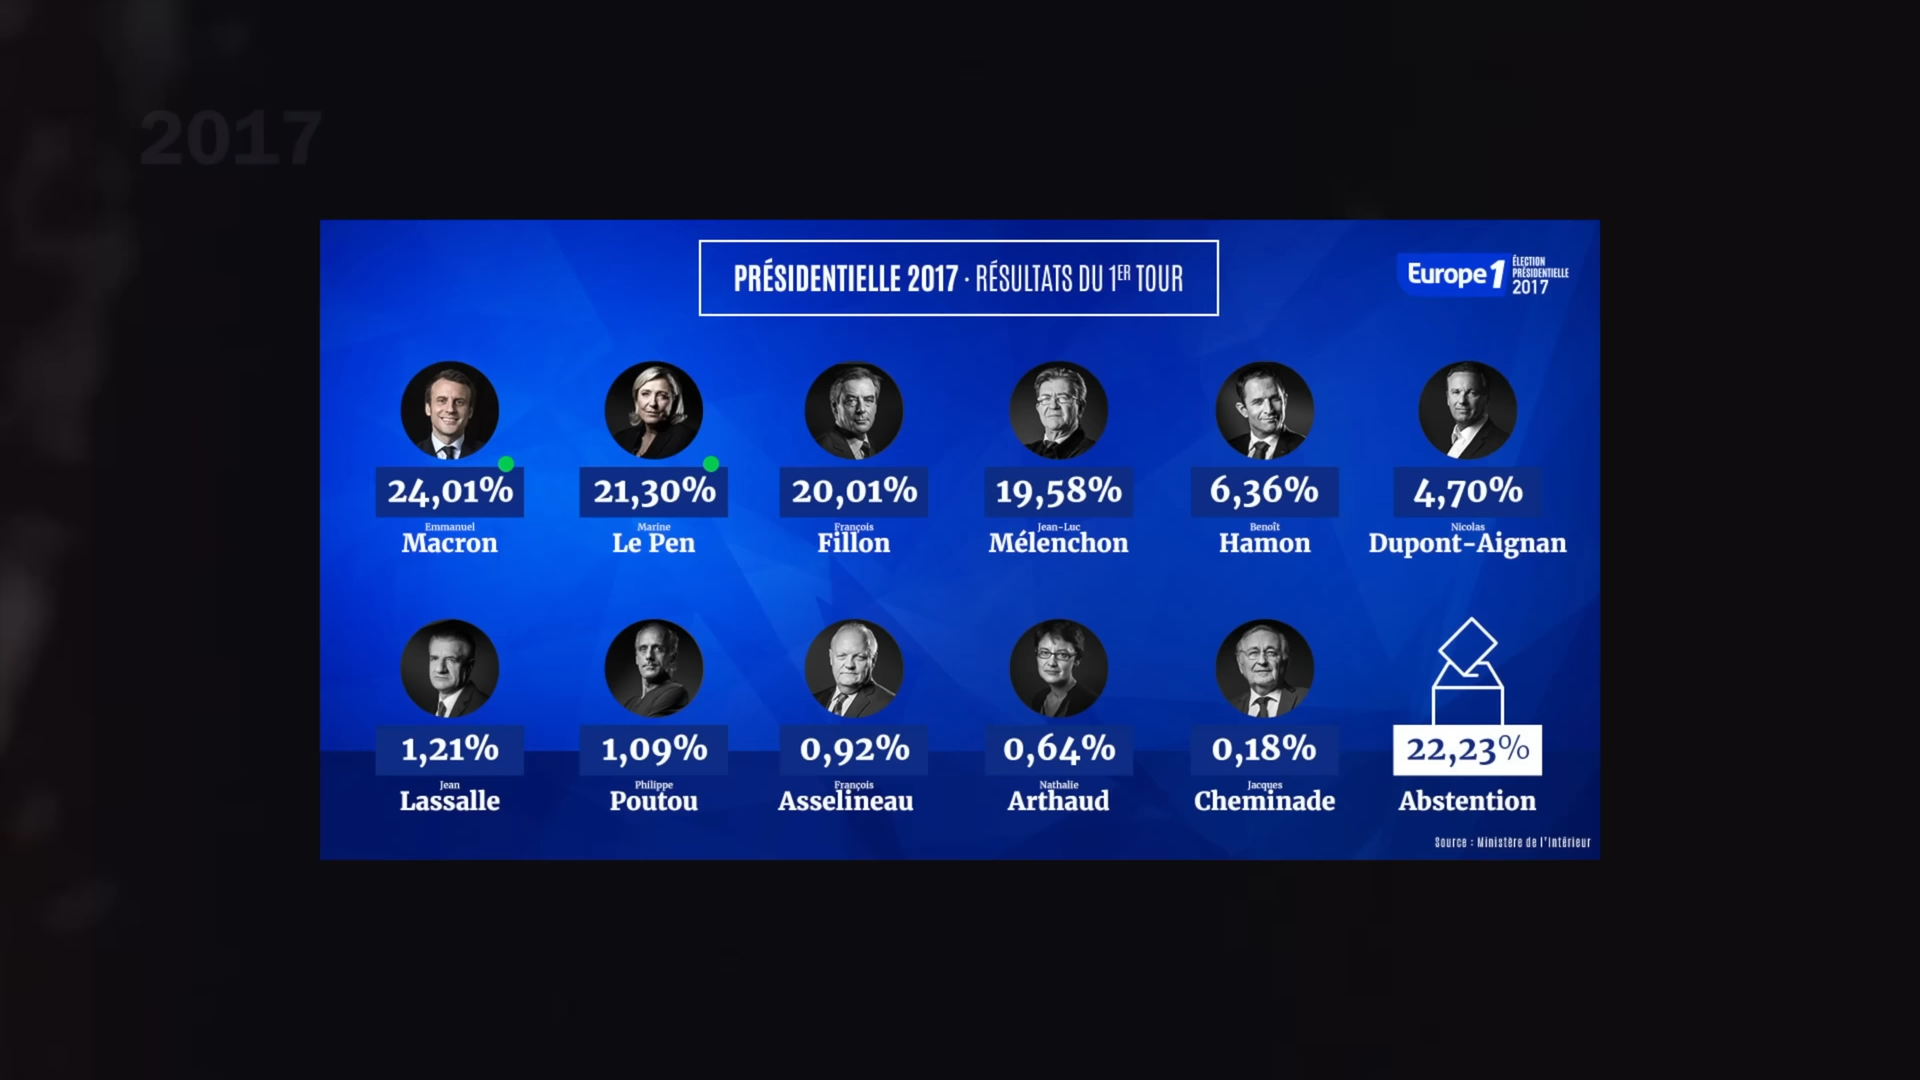 2017
PRÉSIDENTIELLE 2017 · RÉSULTATS DU 1ER TOUR
Europe 1
ÉLECTION
PRÉSIDENTIELLE
2017
24,01% 21,30% 20,01% 19,58% 6,36% 4,70%
Emmanuel Marine François Jean-Luc Benoît Nicolas
Macron Le Pen Fillon Mélenchon Hamon Dupont-Aignan
1,21% 1,09% 0,92% 0,64% 0,18% 22,23%
Jean Philippe François Nathalie Jacques
Lassalle Poutou Asselineau Arthaud Cheminade Abstention
Source : Ministère de l'Intérieur